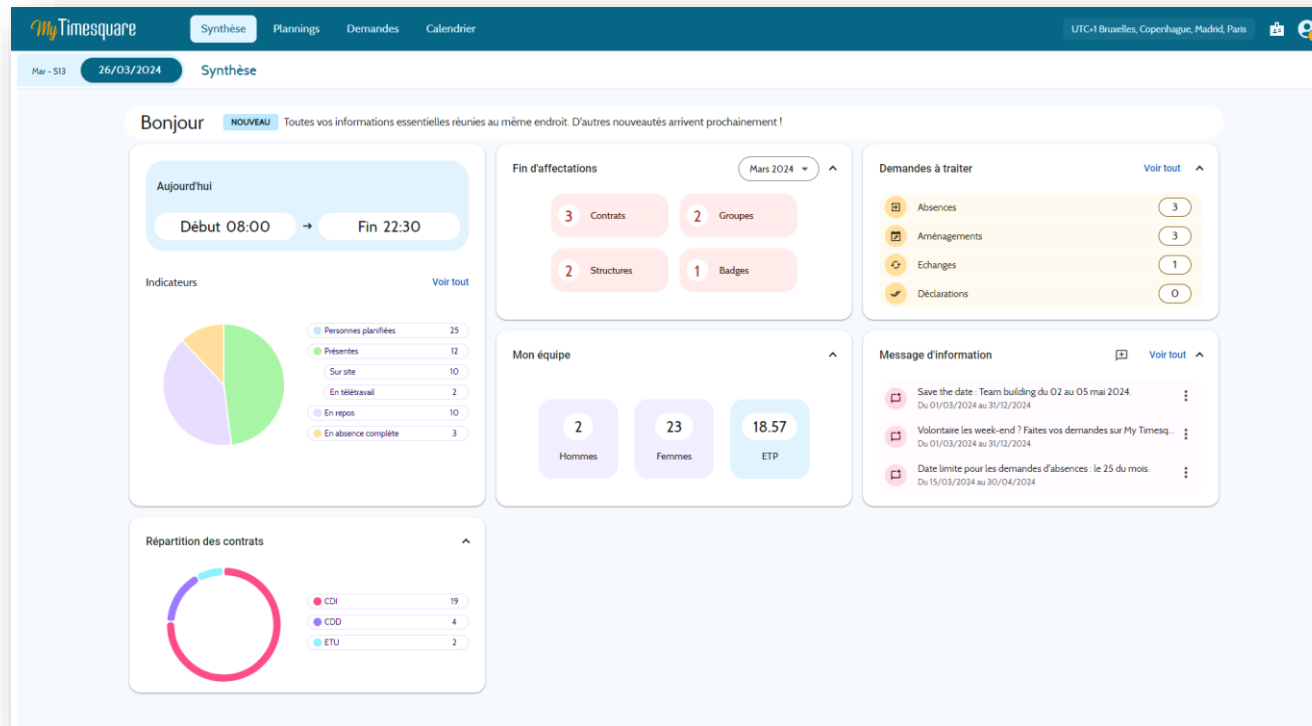 MyTimesquare
Synthèse Plannings Demandes Calendrier
UTC+1 Bruxelles, Copenhague, Madrid, Paris
Mar - S13 26/03/2024 Synthèse
Bonjour NOUVEAU Toutes vos informations essentielles réunies au même endroit. D'autres nouveautés arrivent prochainement !
Aujourd'hui
Début 08:00 → Fin 22:30
Indicateurs Voir tout
Personnes planifiées 25
Présentes 12
Sur site 10
En télétravail 2
En repos 10
En absence complète 3
Fin d'affectations Mars 2024
3 Contrats
2 Groupes
2 Structures
1 Badges
Demandes à traiter Voir tout
Absences 3
Aménagements 3
Echanges 1
Déclarations 0
Mon équipe
2 Hommes
23 Femmes
18.57 ETP
Message d'information Voir tout
Save the date : Team building du 02 au 05 mai 2024.
Du 01/03/2024 au 31/12/2024
Volontaire les week-end ? Faites vos demandes sur My Timesq...
Du 01/03/2024 au 31/12/2024
Date limite pour les demandes d'absences : le 25 du mois.
Du 15/03/2024 au 30/04/2024
Répartition des contrats
CDI 19
CDD 4
ETU 2